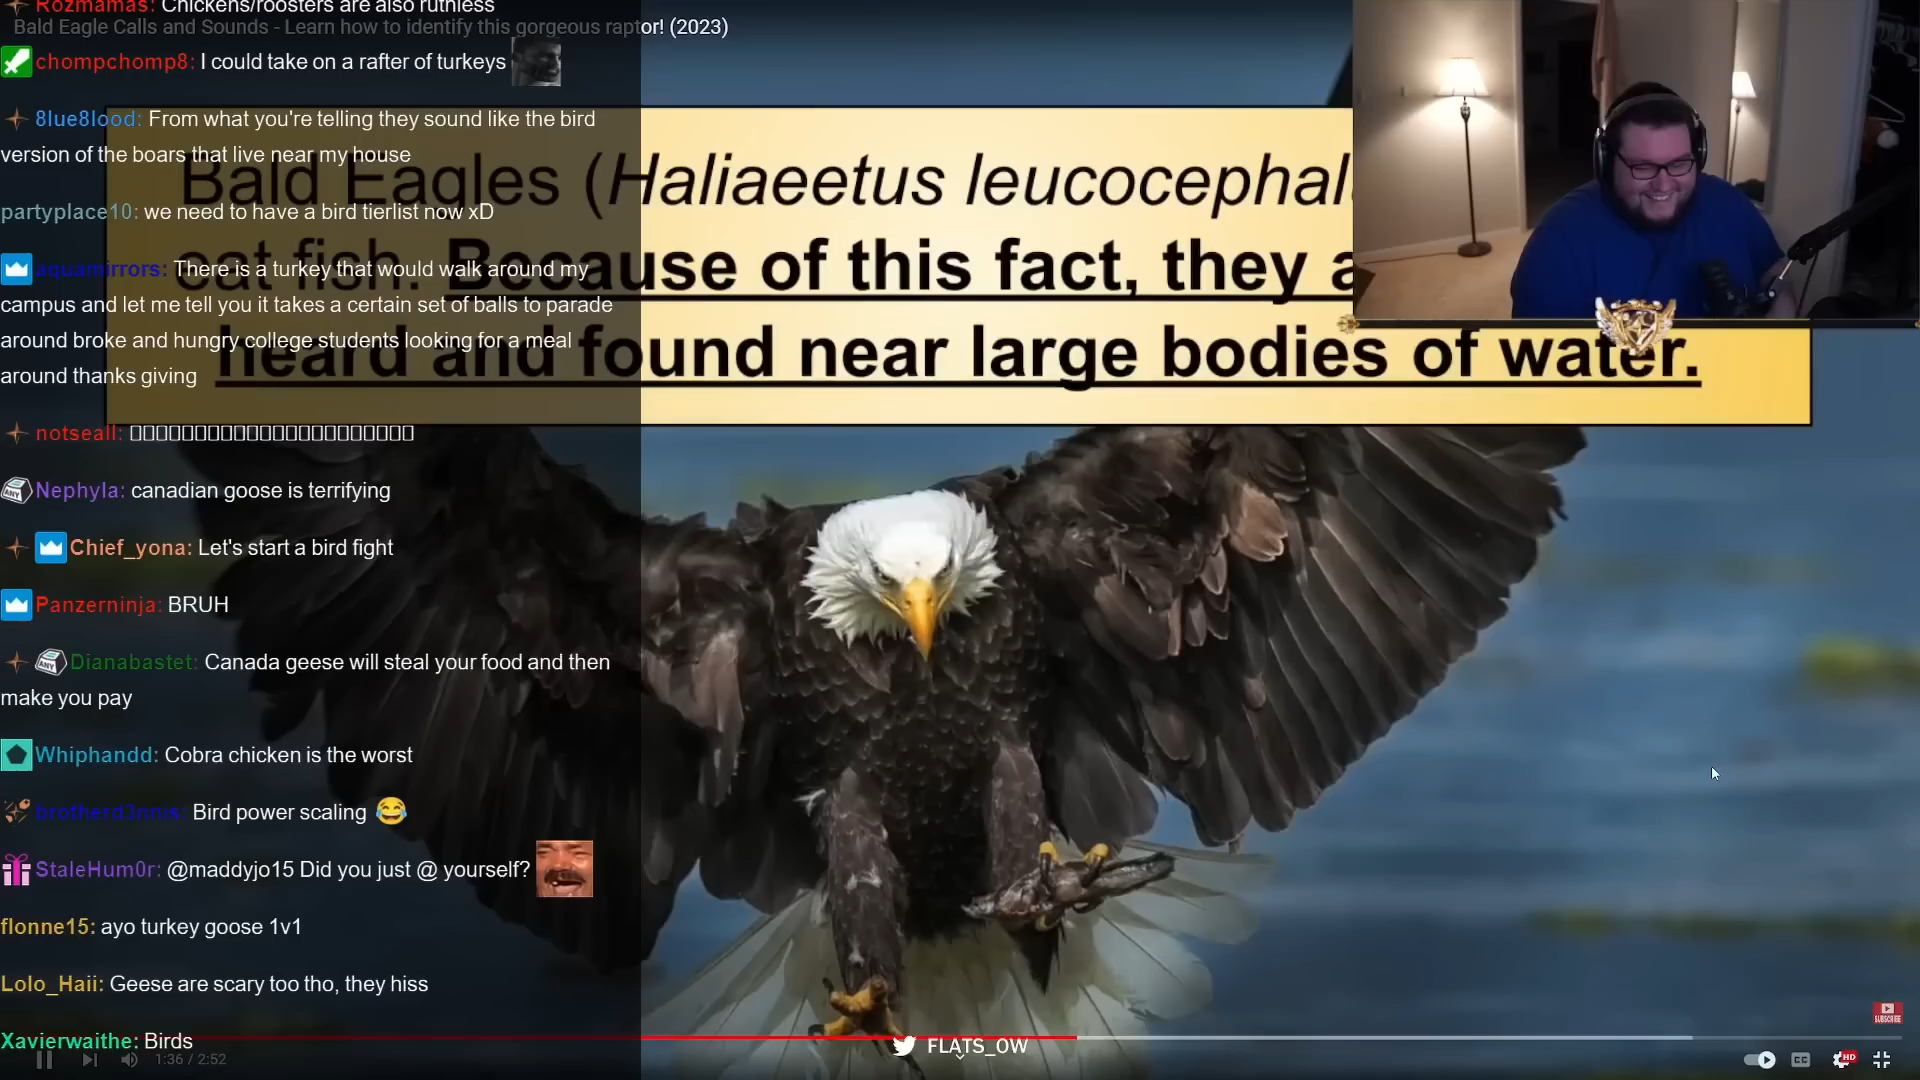 Rozmamas: Chickens/roosters are also ruthless
Bald Eagle Calls and Sounds - Learn how to identify this gorgeous raptor! (2023)
chompchomp8: I could take on a rafter of turkeys
8lue8lood: From what you're telling they sound like the bird
version of the boars that live near my house
partyplace10: we need to have a bird tierlist now xD
aquamirrors: There is a turkey that would walk around my
campus and let me tell you it takes a certain set of balls to parade
around broke and hungry college students looking for a meal
around thanks giving
notseall:
Nephyla: canadian goose is terrifying
Chief_yona: Let's start a bird fight
Panzerninja: BRUH
Dianabastet: Canada geese will steal your food and then
make you pay
Whiphandd: Cobra chicken is the worst
brotherd3nnis: Bird power scaling 😂
StaleHum0r: @maddyjo15 Did you just @ yourself?
flonne15: ayo turkey goose 1v1
Lolo_Haii: Geese are scary too tho, they hiss
Xavierwaithe: Birds
Bald Eagles (Haliaeetus leucocephal
eat fish. Because of this fact, they a
heard and found near large bodies of water.
1:36 / 2:52
FLATS_OW
SUBSCRIBE
CC
HD